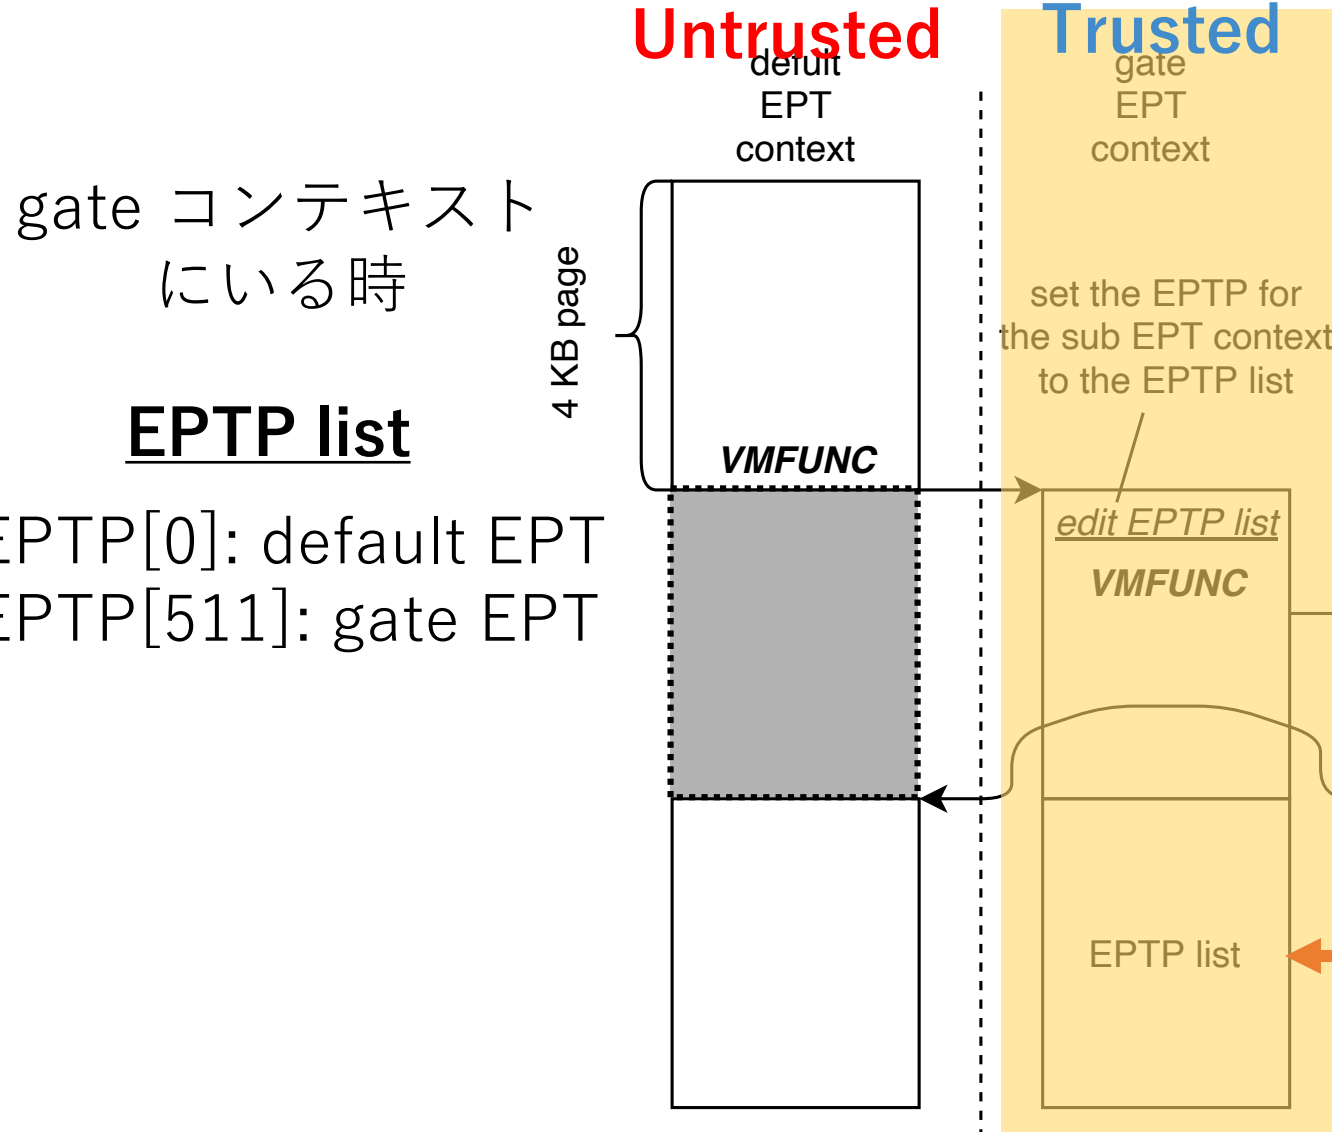 Untrusted
Trusted
defult
EPT
context
gate
EPT
context
gate コンテキスト
にいる時
4 KB page
set the EPTP for
the sub EPT context
to the EPTP list
EPTP list
VMFUNC
edit EPTP list
VMFUNC
EPTP[0]: default EPT
EPTP[511]: gate EPT
EPTP list